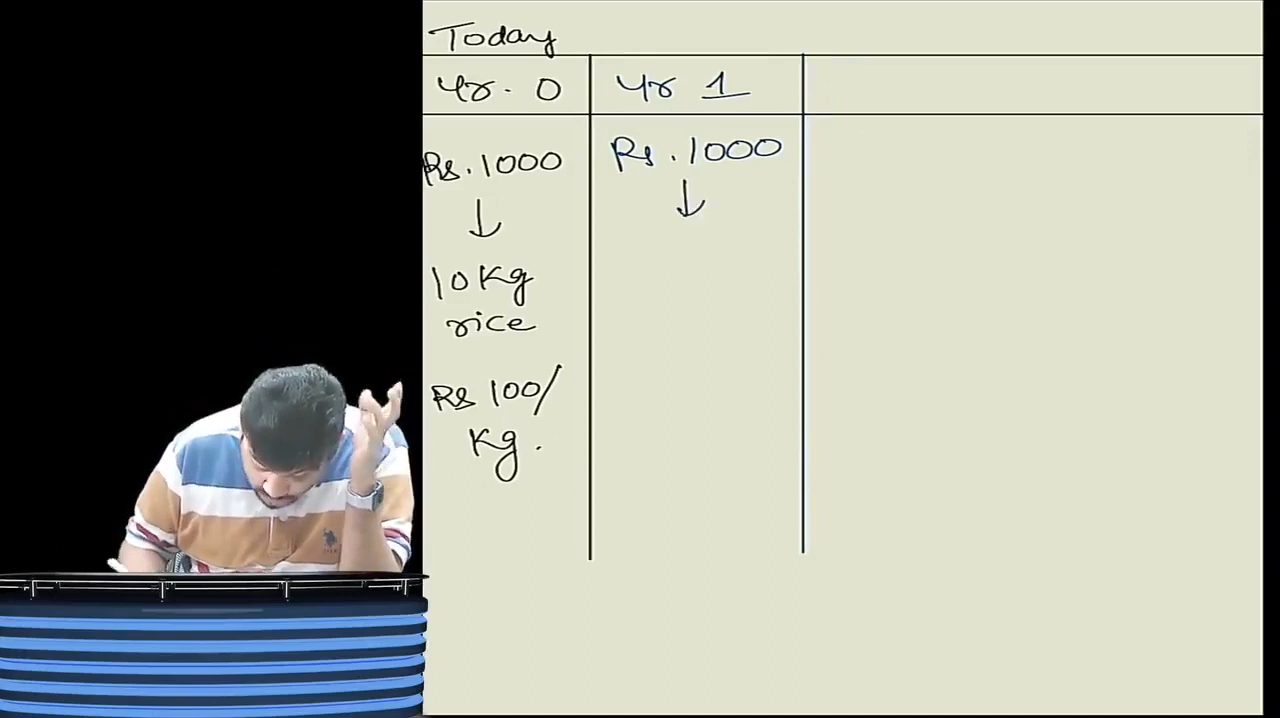 Today
Yr. 0
Yr 1
Rs. 1000
Rs. 1000
10 Kg
rice
Rs 100/
Kg.